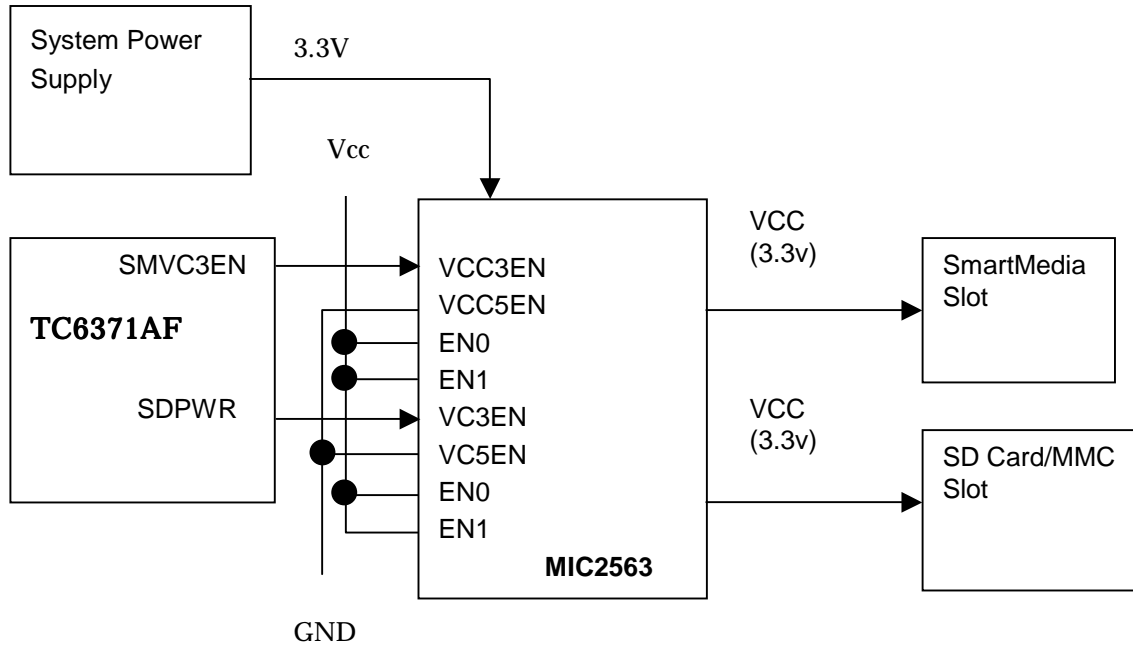 System Power
Supply
3.3V
Vcc
SMVC3EN
TC6371AF
SDPWR
VCC3EN
VCC5EN
EN0
EN1
VC3EN
VC5EN
EN0
EN1
MIC2563
GND
VCC
(3.3v)
SmartMedia
Slot
VCC
(3.3v)
SD Card/MMC
Slot